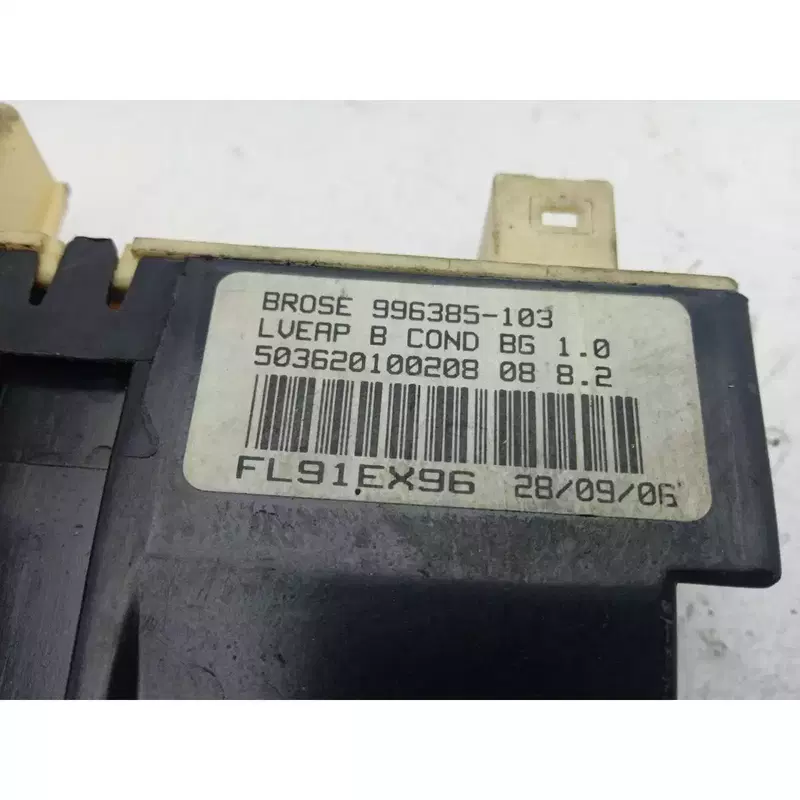 BROSE 996385-103
LVEAP B COND BG 1.0
503620100208 08 8.2
FL91EX96 28/09/06